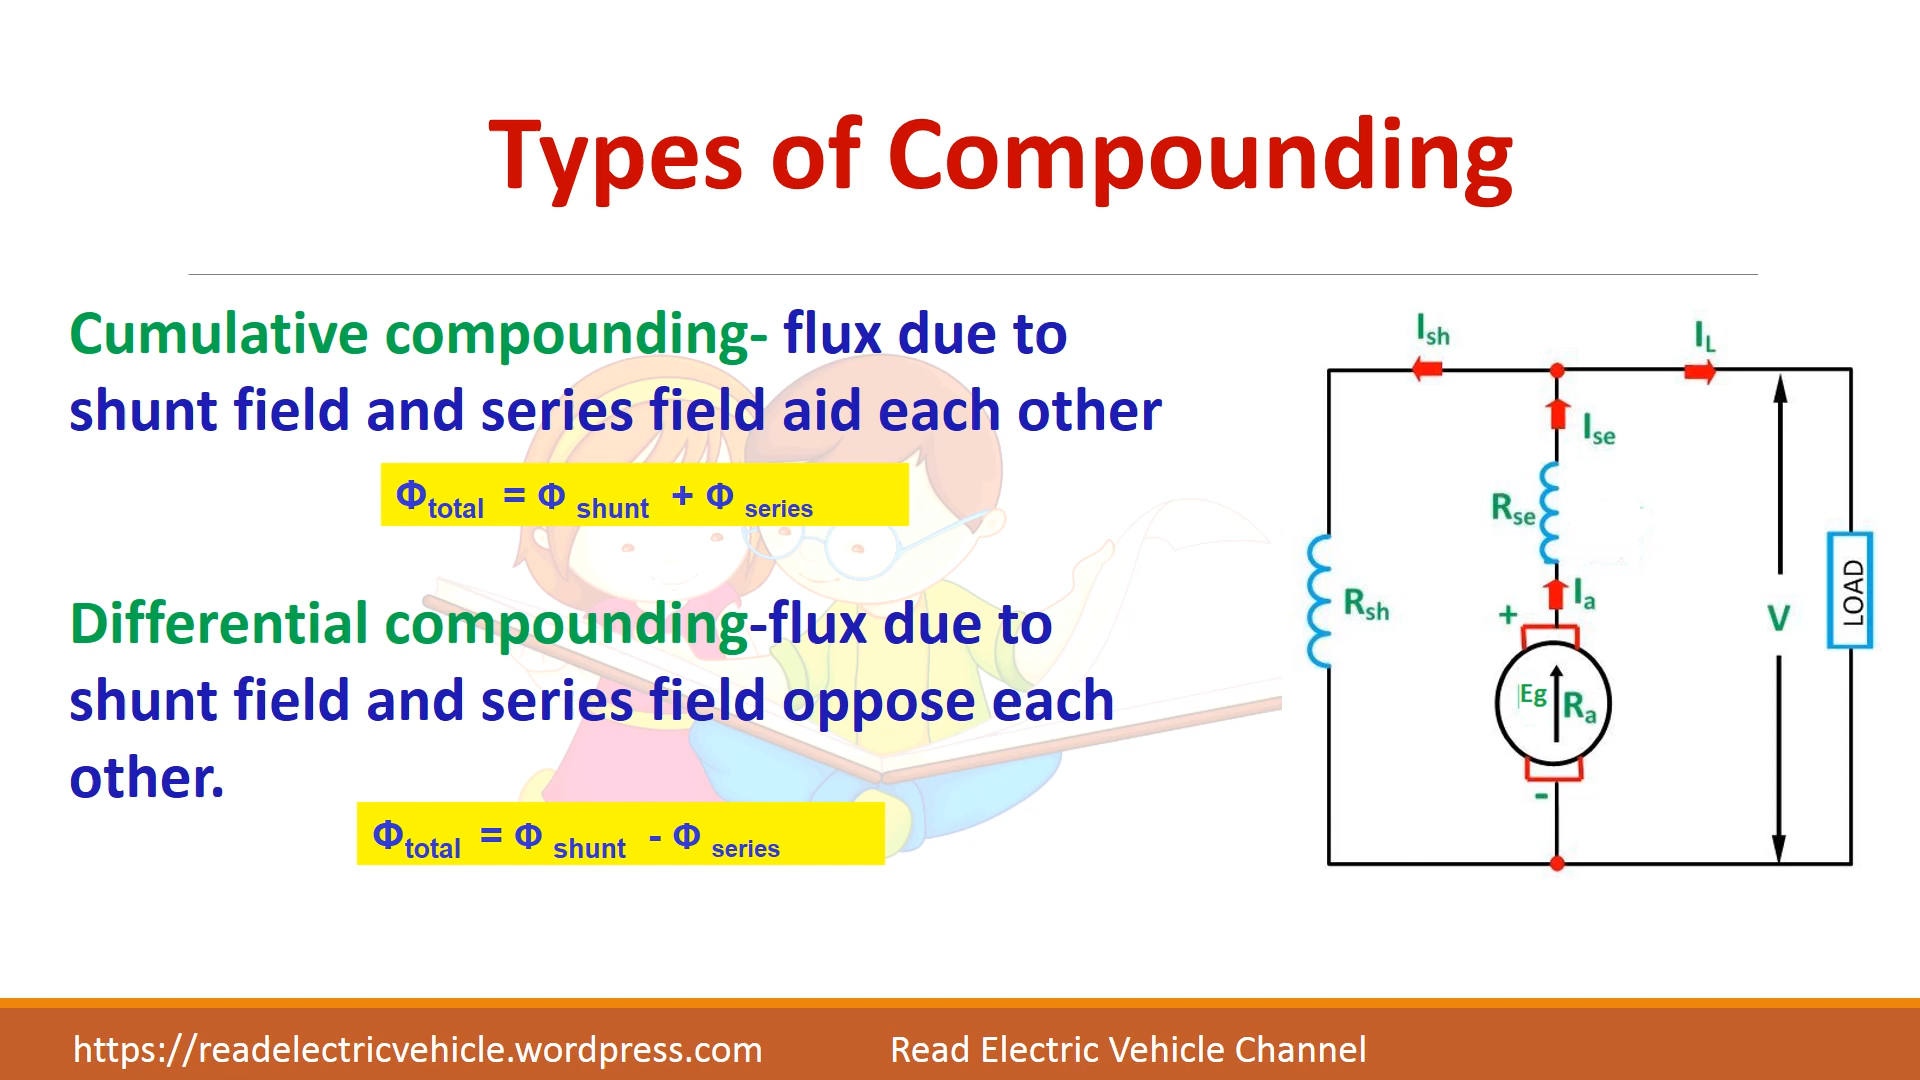 Types of Compounding
Cumulative compounding- flux due to
shunt field and series field aid each other
Φtotal = Φ shunt + Φ series
Differential compounding-flux due to
shunt field and series field oppose each
other.
Φtotal = Φ shunt - Φ series
Ish
IL
Ise
Rse
Ia
+
Rsh
V
LOAD
Eg
Ra
-
https://readelectricvehicle.wordpress.com
Read Electric Vehicle Channel